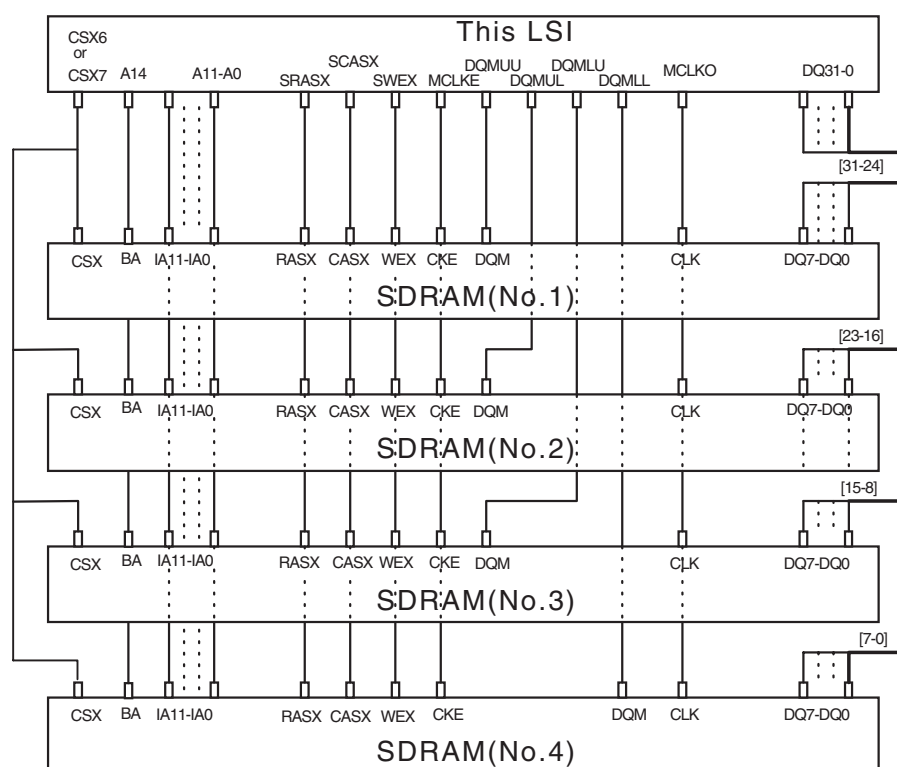 This LSI
CSX6
or
CSX7
A14
A11-A0
SRASX
SCASX
SWEX
MCLKE
DQMUU
DQMUL
DQMLU
DQMLL
MCLKO
DQ31-0
[31-24]
CSX BA IA11-IA0 RASX CASX WEX CKE DQM CLK DQ7-DQ0
SDRAM(No.1)
[23-16]
CSX BA IA11-IA0 RASX CASX WEX CKE DQM CLK DQ7-DQ0
SDRAM(No.2)
[15-8]
CSX BA IA11-IA0 RASX CASX WEX CKE DQM CLK DQ7-DQ0
SDRAM(No.3)
[7-0]
CSX BA IA11-IA0 RASX CASX WEX CKE DQM CLK DQ7-DQ0
SDRAM(No.4)